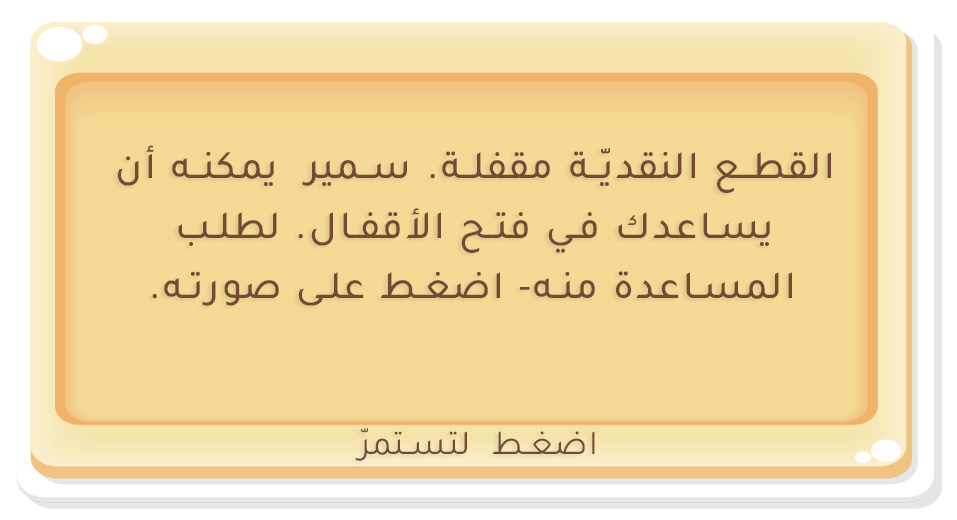 القطع النقديّة مقفلة. سمير يمكنه أن
يساعدك في فتح الأقفال. لطلب
المساعدة منه- اضغط على صورته.
اضغط لتستمرّ